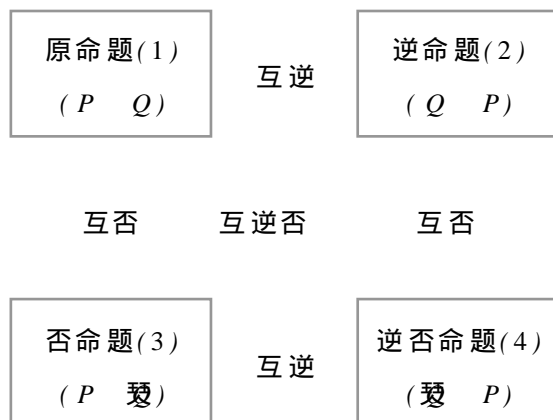 原命题(1) 互逆 逆命题(2)
(P Q) (Q P)
互否 互逆否 互否
否命题(3) 互逆 逆否命题(4)
(P )
( P)